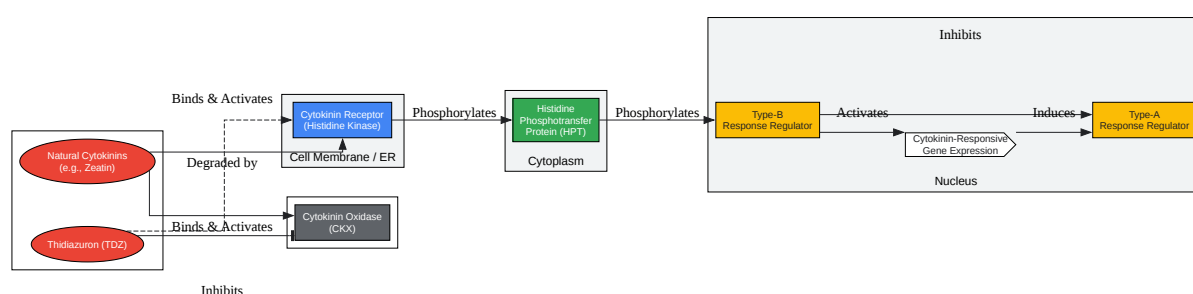 Inhibits
Binds & Activates
Cytokinin Receptor
(Histidine Kinase)
Cell Membrane / ER
Phosphorylates
Histidine
Phosphotransfer
Protein (HPT)
Cytoplasm
Phosphorylates
Type-B
Response Regulator
Activates
Cytokinin-Responsive
Gene Expression
Induces
Type-A
Response Regulator
Nucleus
Natural Cytokinins
(e.g., Zeatin)
Degraded by
Thidiazuron (TDZ)
Binds & Activates
Cytokinin Oxidase
(CKX)
Inhibits